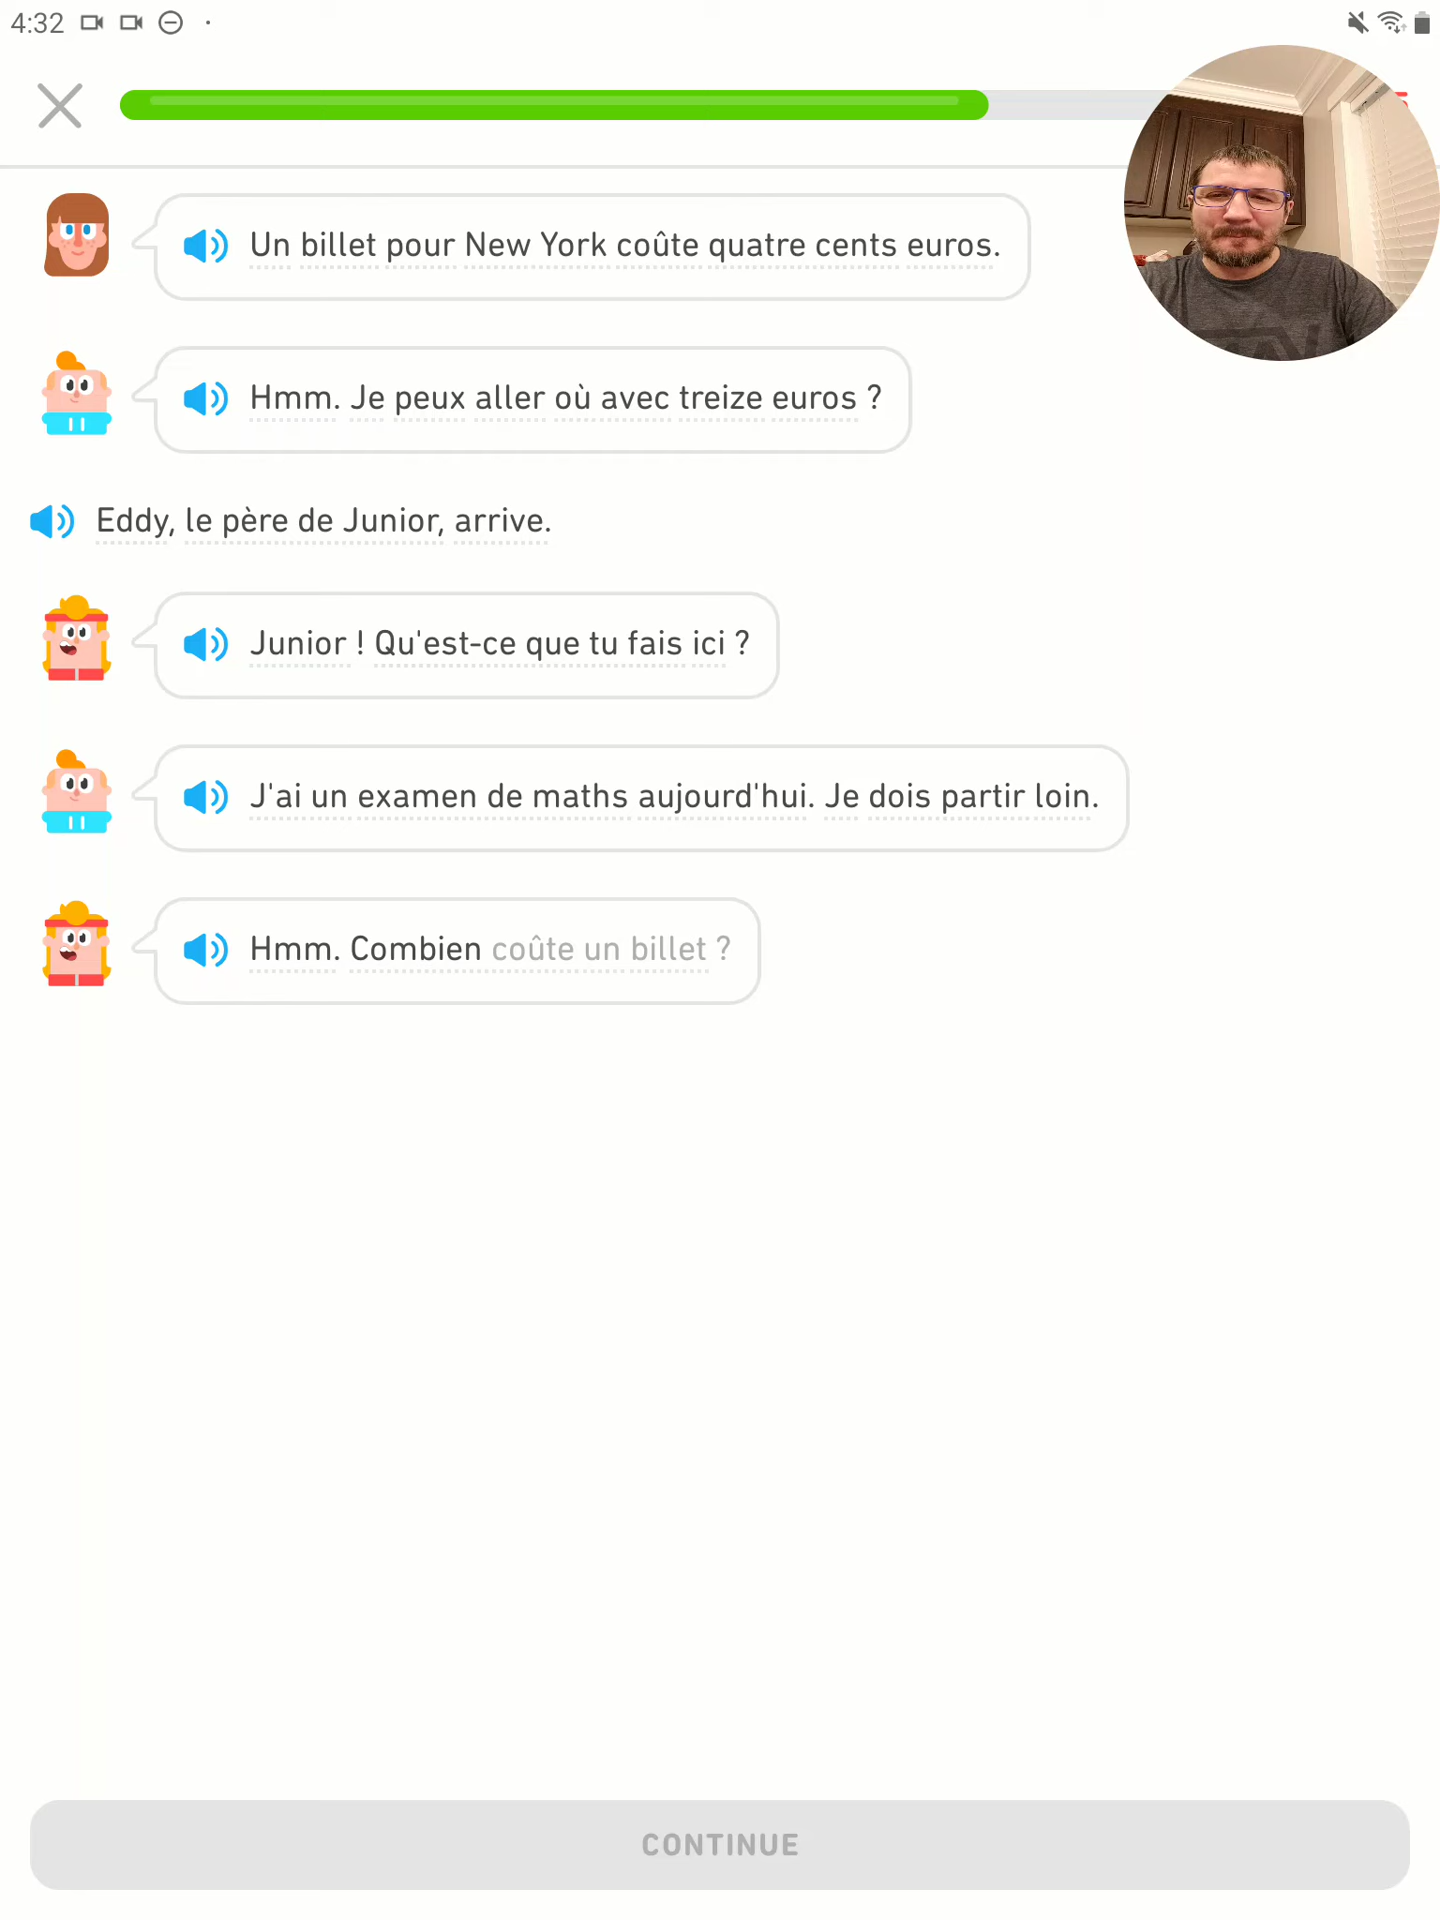 4:32
Un billet pour New York coûte quatre cents euros.
Hmm. Je peux aller où avec treize euros ?
Eddy, le père de Junior, arrive.
Junior ! Qu'est-ce que tu fais ici ?
J'ai un examen de maths aujourd'hui. Je dois partir loin.
Hmm. Combien coûte un billet ?
CONTINUE